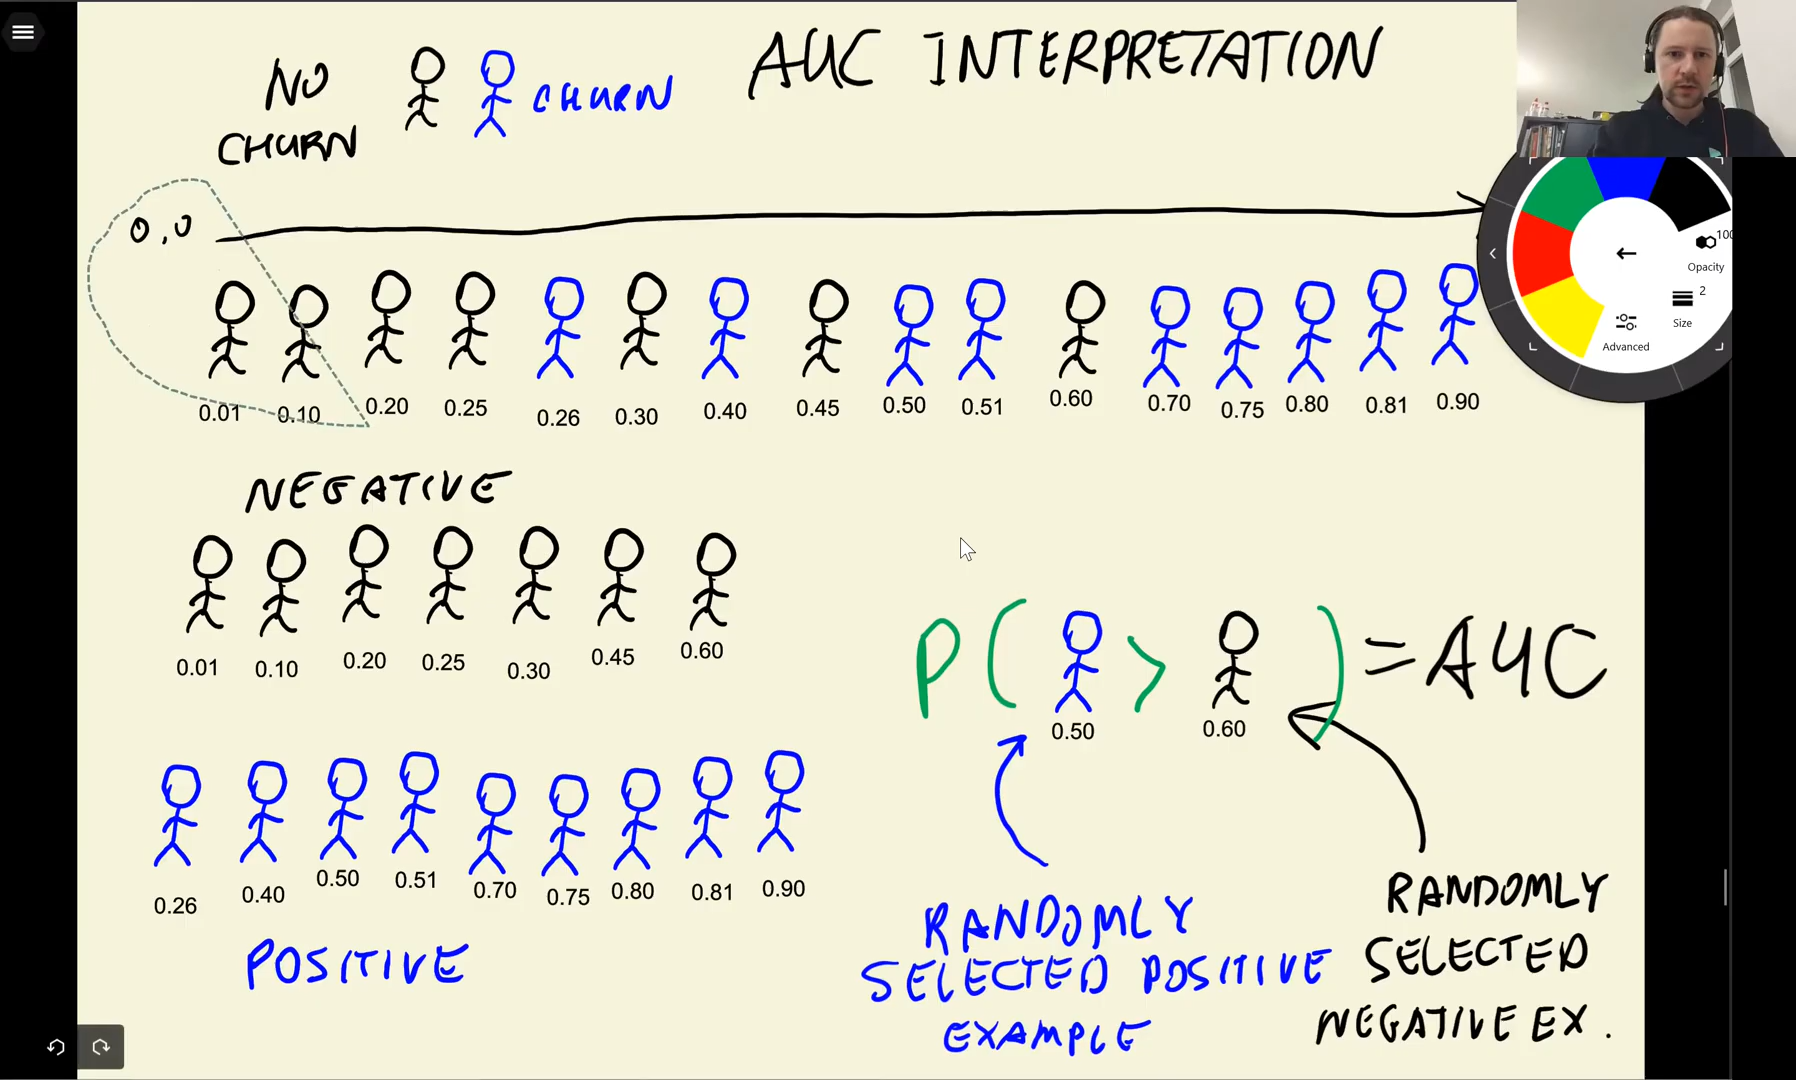 AUC INTERPRETATION
NO
CHURN
CHURN
0,0
0.01 0.10 0.20 0.25 0.26 0.30 0.40 0.45 0.50 0.51 0.60 0.70 0.75 0.80 0.81 0.90
100
Opacity
2
Size
Advanced
NEGATIVE
0.01 0.10 0.20 0.25 0.30 0.45 0.60
P( > ) = AUC
0.50 0.60
0.26 0.40 0.50 0.51 0.70 0.75 0.80 0.81 0.90
POSITIVE
RANDOMLY
SELECTED POSITIVE
EXAMPLE
RANDOMLY
SELECTED
NEGATIVE EX.